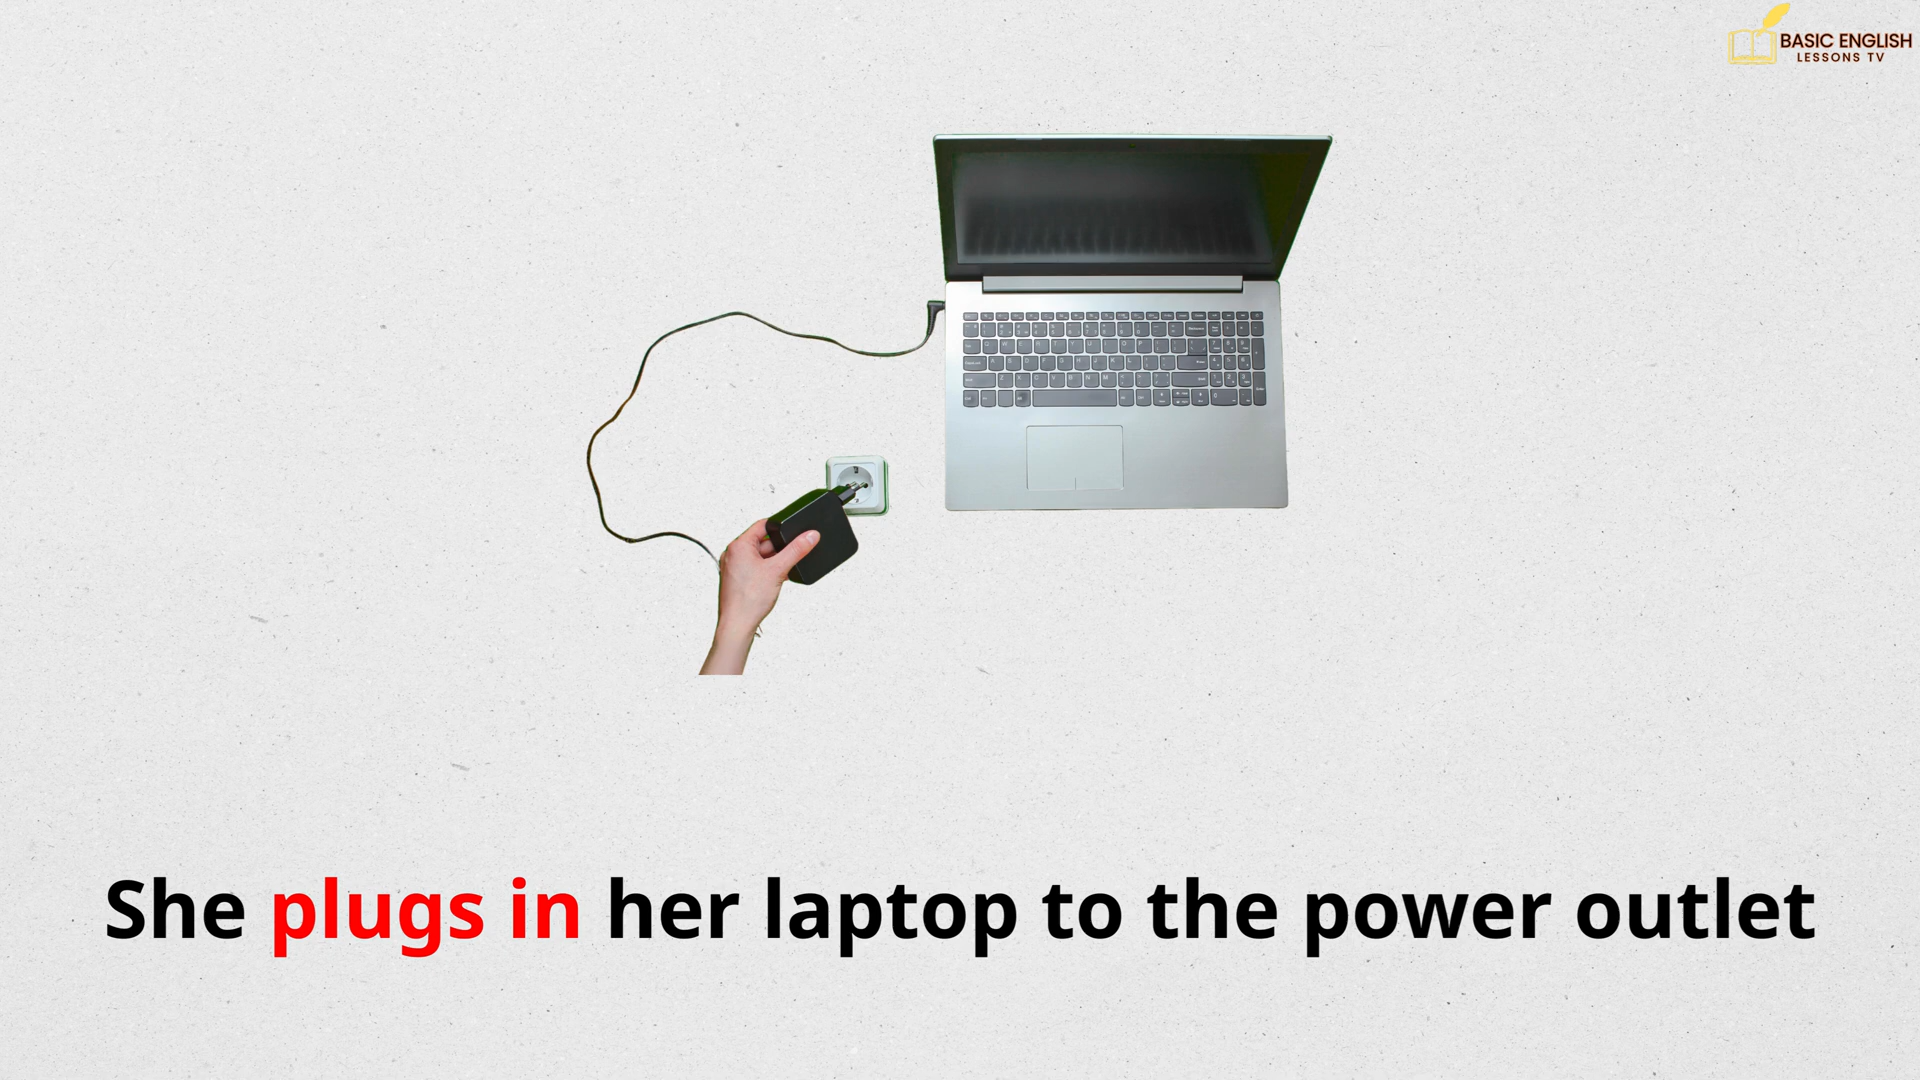 BASIC ENGLISH
LESSONS TV
She plugs in her laptop to the power outlet